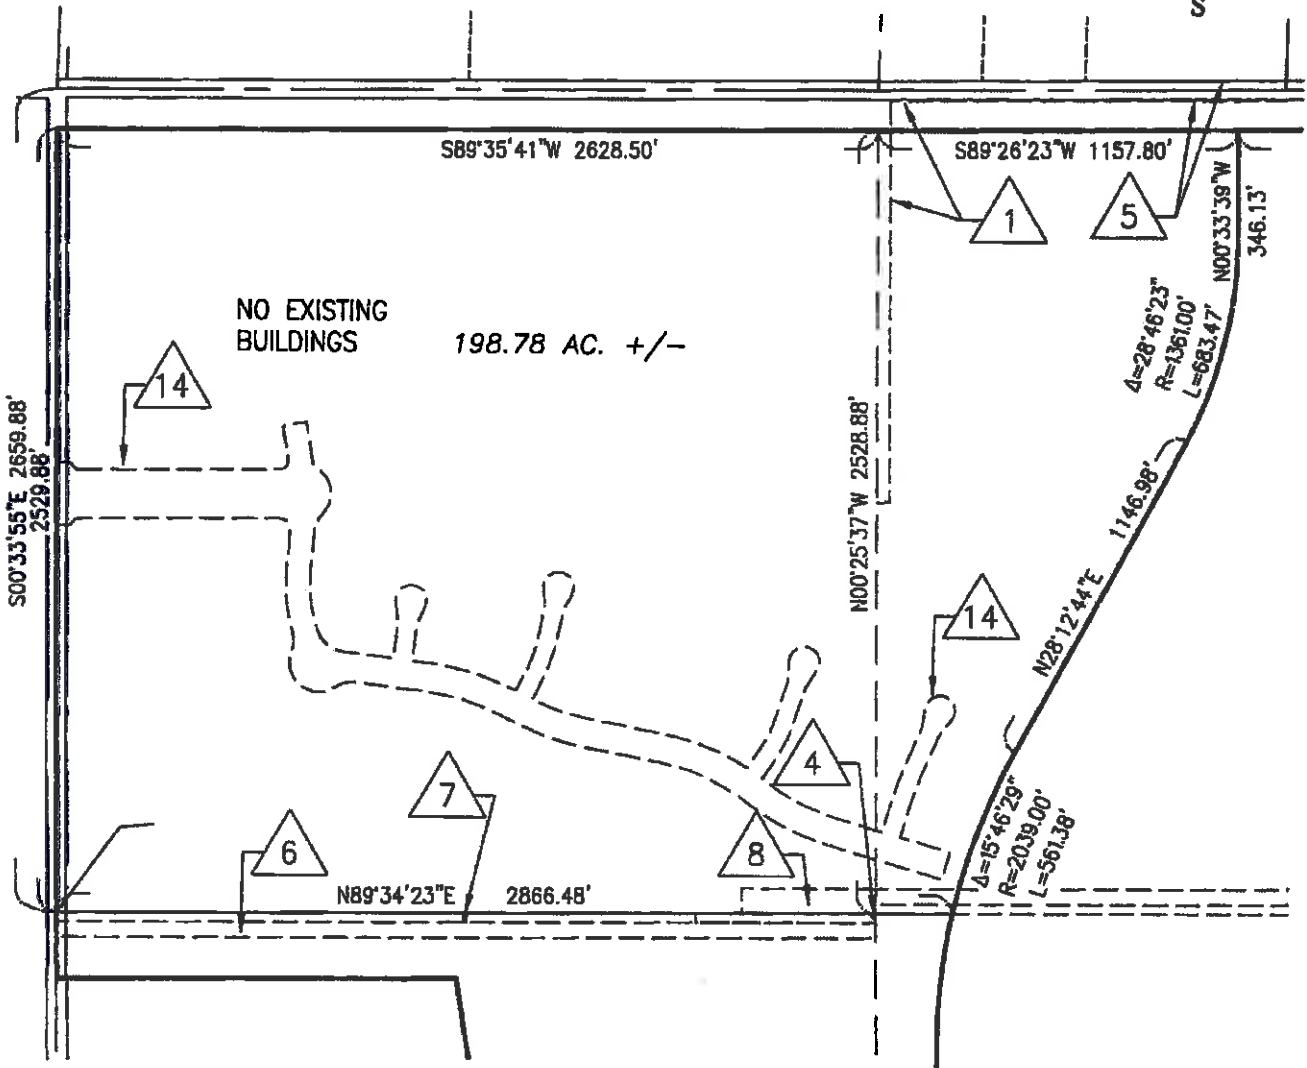 S
S89°35'41"W 2628.50'
S89°26'23"W 1157.80'
1
5
N00°33'39"W
346.13'
NO EXISTING
BUILDINGS
198.78 AC. +/-
Δ=28°46'23"
R=1361.00'
L=683.47'
14
S00°33'55"E 2659.88'
2529.88'
N00°25'37"W 2528.88'
1146.98'
N28°12'44"E
14
4
7
6
8
Δ=15°46'29"
R=2039.00'
L=561.38'
N89°34'23"E 2866.48'